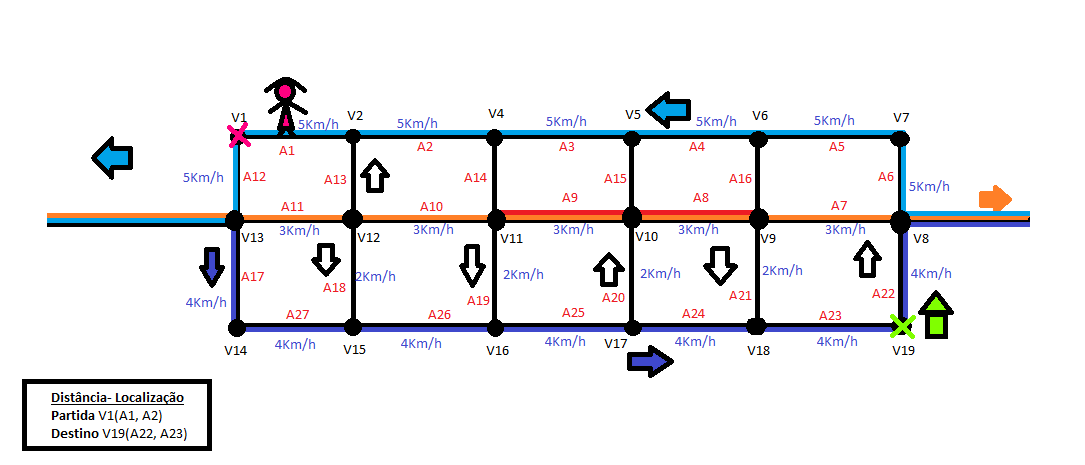 V1
V2
V4
V5
V6
V7
5Km/h
5Km/h
5Km/h
5Km/h
5Km/h
A1
A2
A3
A4
A5
5Km/h
A12
A13
A14
A15
A16
A6
5Km/h
A11
A10
A9
A8
A7
3Km/h
3Km/h
3Km/h
3Km/h
3Km/h
V13
V12
V11
V10
V9
V8
A17
A18
2Km/h
2Km/h
2Km/h
2Km/h
4Km/h
4Km/h
A19
A20
A21
A22
A27
A26
A25
A24
A23
4Km/h
4Km/h
4Km/h
4Km/h
4Km/h
V14
V15
V16
V17
V18
V19
Distância- Localização
Partida V1(A1, A2)
Destino V19(A22, A23)